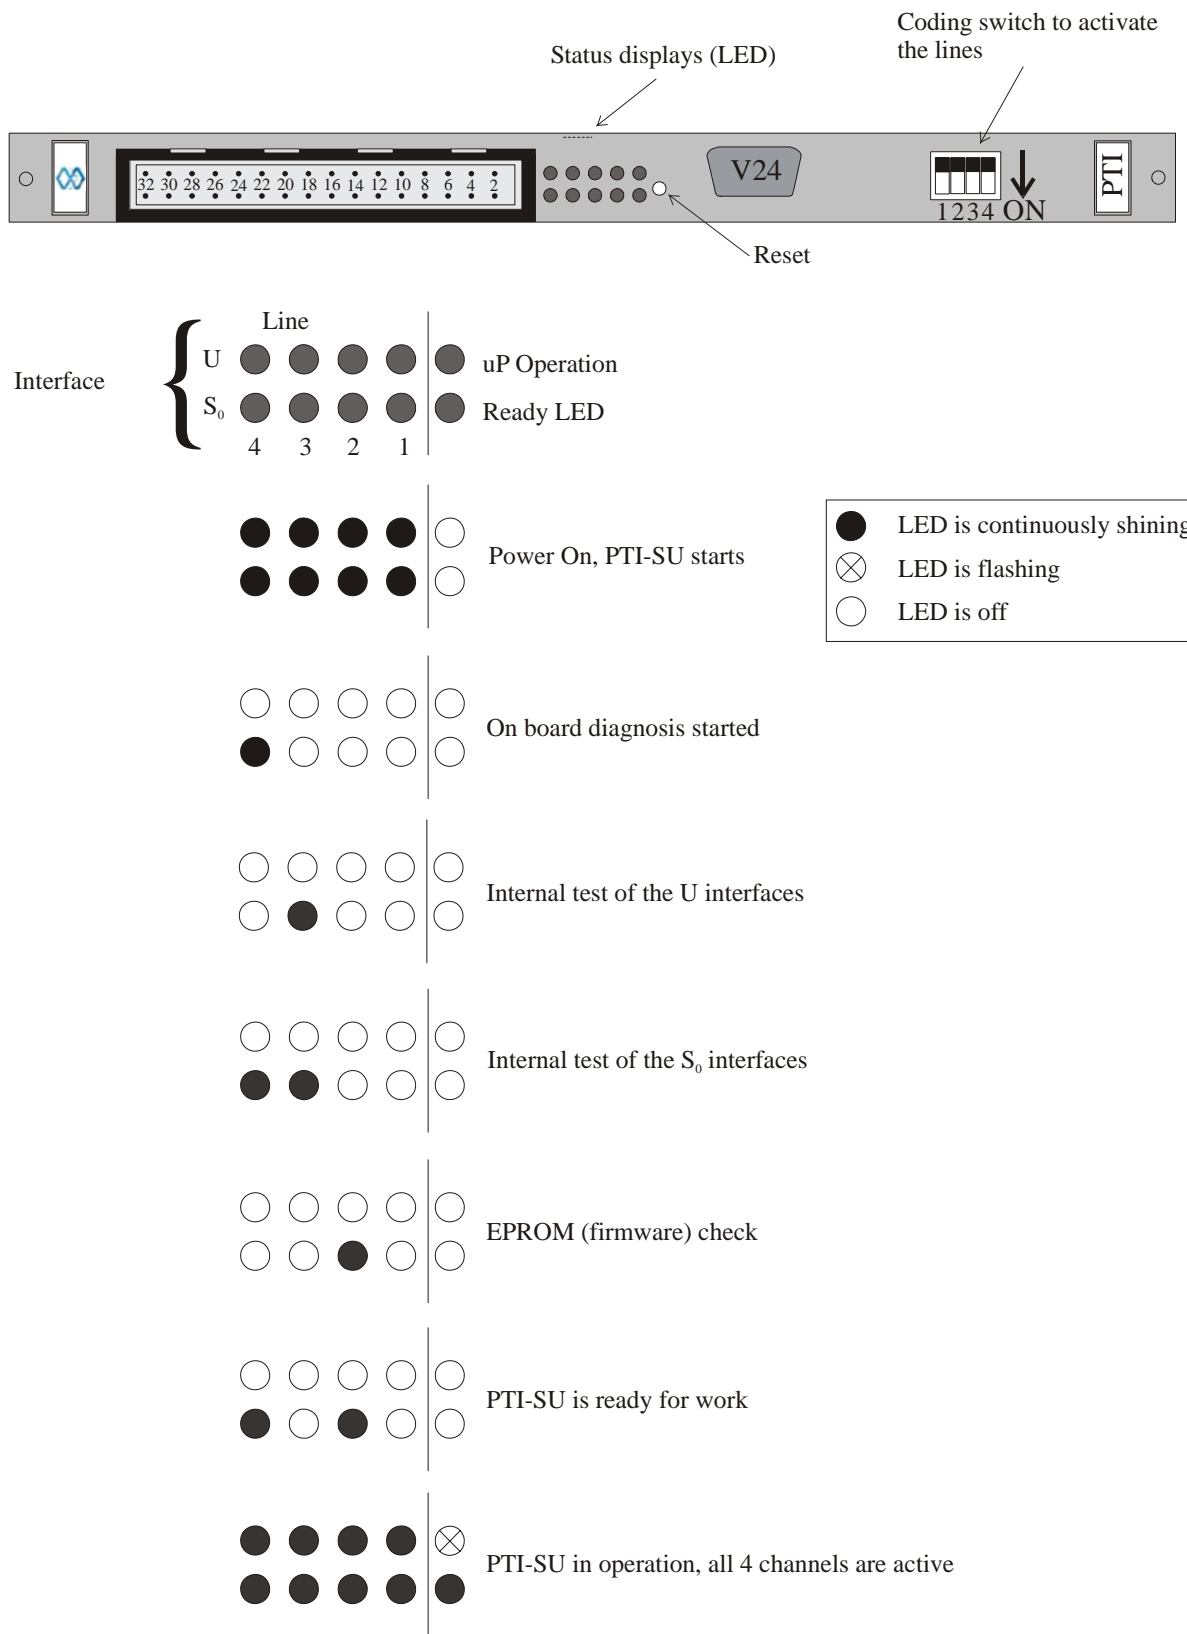 Coding switch to activate
the lines
Status displays (LED)
32 30 28 26 24 22 20 18 16 14 12 10 8 6 4 2
V24
1234 ON
PTI
Reset
Line
Interface
U
uP Operation
S₀
Ready LED
4 3 2 1
Power On, PTI-SU starts
LED is continuously shining
LED is flashing
LED is off
On board diagnosis started
Internal test of the U interfaces
Internal test of the S₀ interfaces
EPROM (firmware) check
PTI-SU is ready for work
PTI-SU in operation, all 4 channels are active